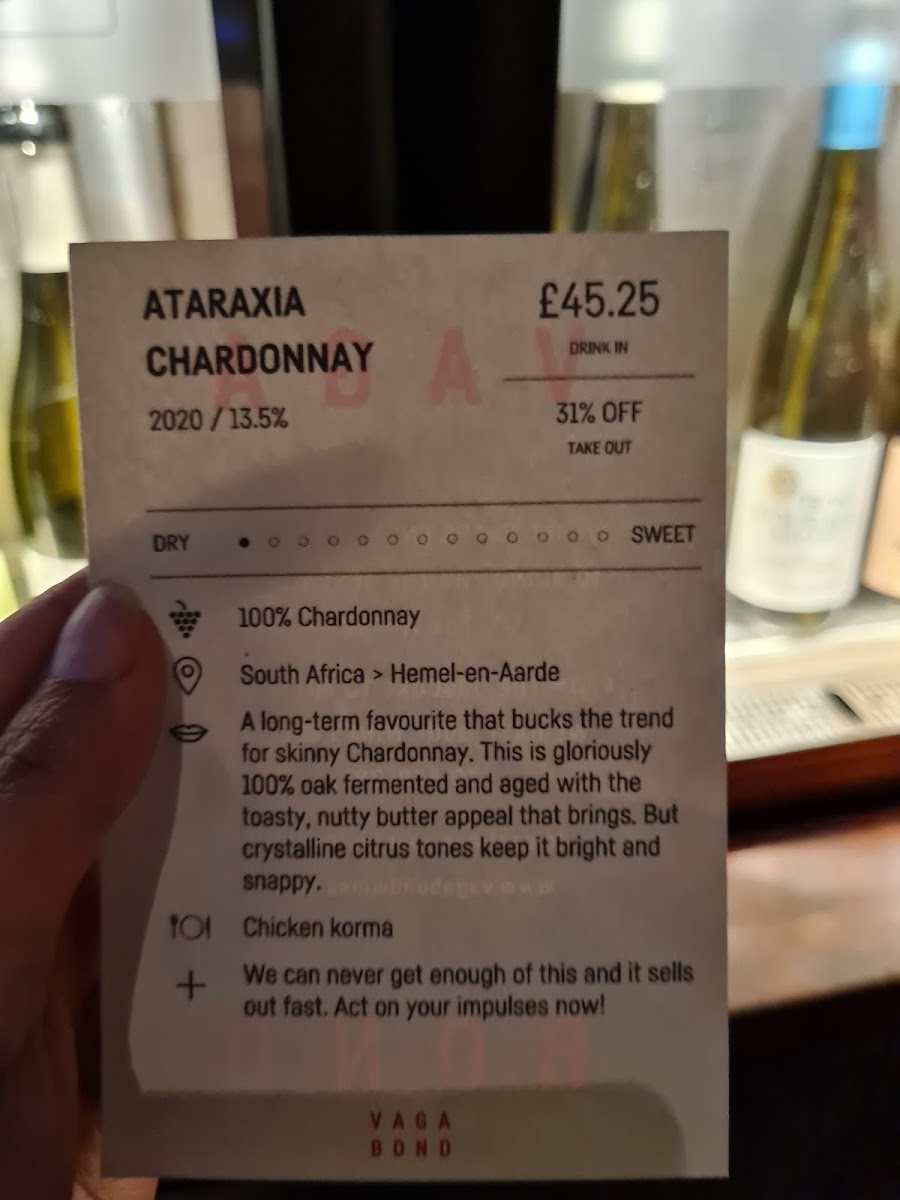 ATARAXIA
CHARDONNAY
2020 / 13.5%
£45.25
DRINK IN
31% OFF
TAKE OUT
DRY SWEET
100% Chardonnay
South Africa > Hemel-en-Aarde
A long-term favourite that bucks the trend
for skinny Chardonnay. This is gloriously
100% oak fermented and aged with the
toasty, nutty butter appeal that brings. But
crystalline citrus tones keep it bright and
snappy.
Chicken korma
We can never get enough of this and it sells
out fast. Act on your impulses now!
VAGA
BOND